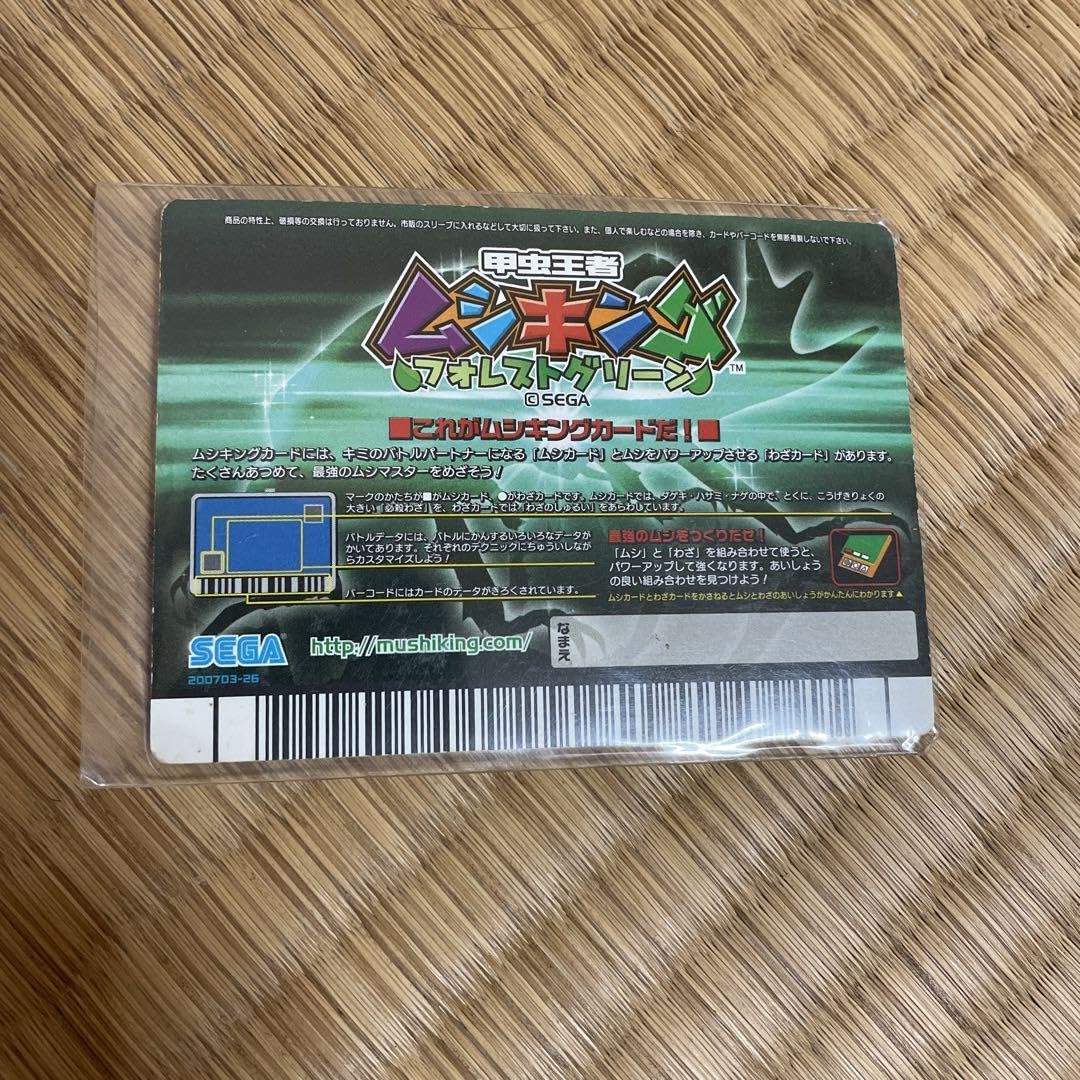 商品の特性上、破損等の交換は行っておりません。市販のスリーブに入れるなどして大切に扱って下さい。また、個人で楽しむなどの場合を除き、カードやバーコードを無断複製しないで下さい。
甲虫王者
ムシキング
フォレストグリーン
TM
©SEGA
■これがムシキングカードだ!■
ムシキングカードには、キミのバトルパートナーになる「ムシカード」とムシをパワーアップさせる「わざカード」があります。
たくさんあつめて、最強のムシマスターをめざそう!
マークのかたちが■がムシカード、●がわざカードです。ムシカードでは、ダゲキ・ハサミ・ナゲの中で、とくに、こうげきりょくの
大きい「必殺わざ」を、わざカードでは「わざのしゅるい」をあらわしています。
バトルデータには、バトルにかんするいろいろなデータが
かいてあります。それぞれのテクニックにちゅういしなが
らカスタマイズしよう!
バーコードにはカードのデータがきろくされています。
最強のムシをつくりだせ!
「ムシ」と「わざ」を組み合わせて使うと、
パワーアップして強くなります。あいしょう
の良い組み合わせを見つけよう!
ムシカードとわざカードをかさねるとムシとわざのあいしょうがかんたんにわかります▲
SEGA®
http://mushiking.com/
なまえ
200703-26